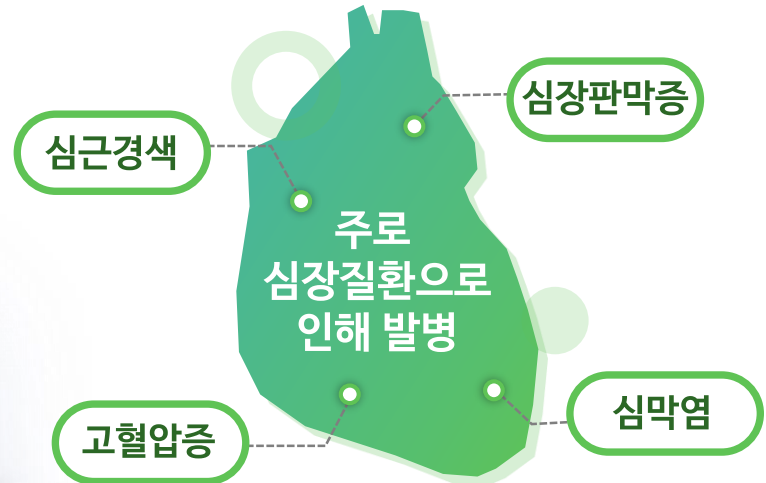 심장판막증
심근경색
주로
심장질환으로
인해 발병
심막염
고혈압증